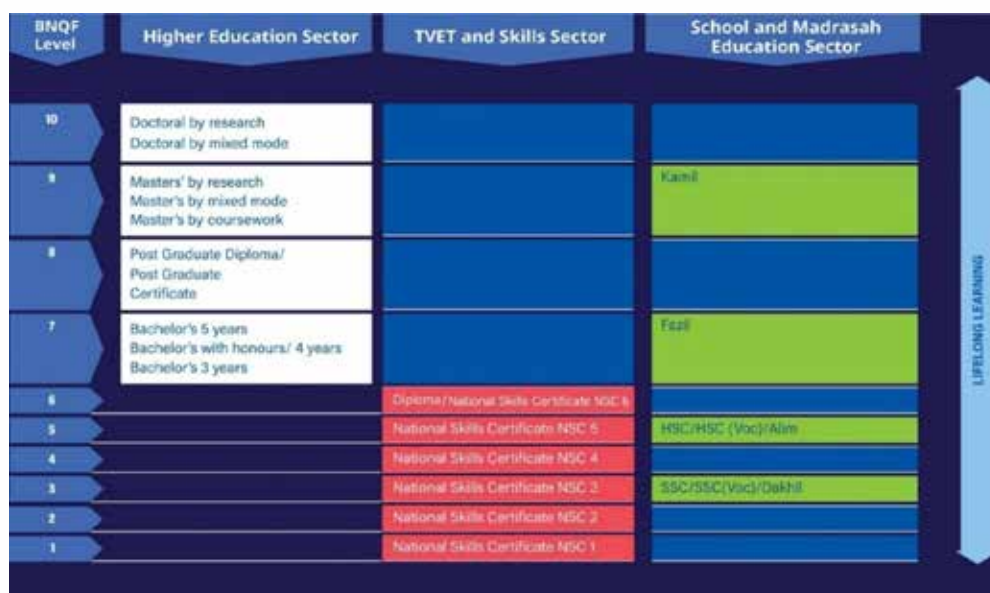 BNQF
Level
Higher Education Sector
TVET and Skills Sector
School and Madrasah
Education Sector
10
Doctoral by research
Doctoral by mixed mode
9
Masters' by research
Master's by mixed mode
Master's by coursework
Kamil
8
Post Graduate Diploma/
Post Graduate
Certificate
7
Bachelor's 5 years
Bachelor's with honours/ 4 years
Bachelor's 3 years
Fazil
6
Diploma/National Skills Certificate NSC 6
5
National Skills Certificate NSC 5
HSC/HSC (Voc)/Alim
4
National Skills Certificate NSC 4
3
National Skills Certificate NSC 3
SSC/SSC(Voc)/Dakhil
2
National Skills Certificate NSC 2
1
National Skills Certificate NSC 1
LIFELONG LEARNING